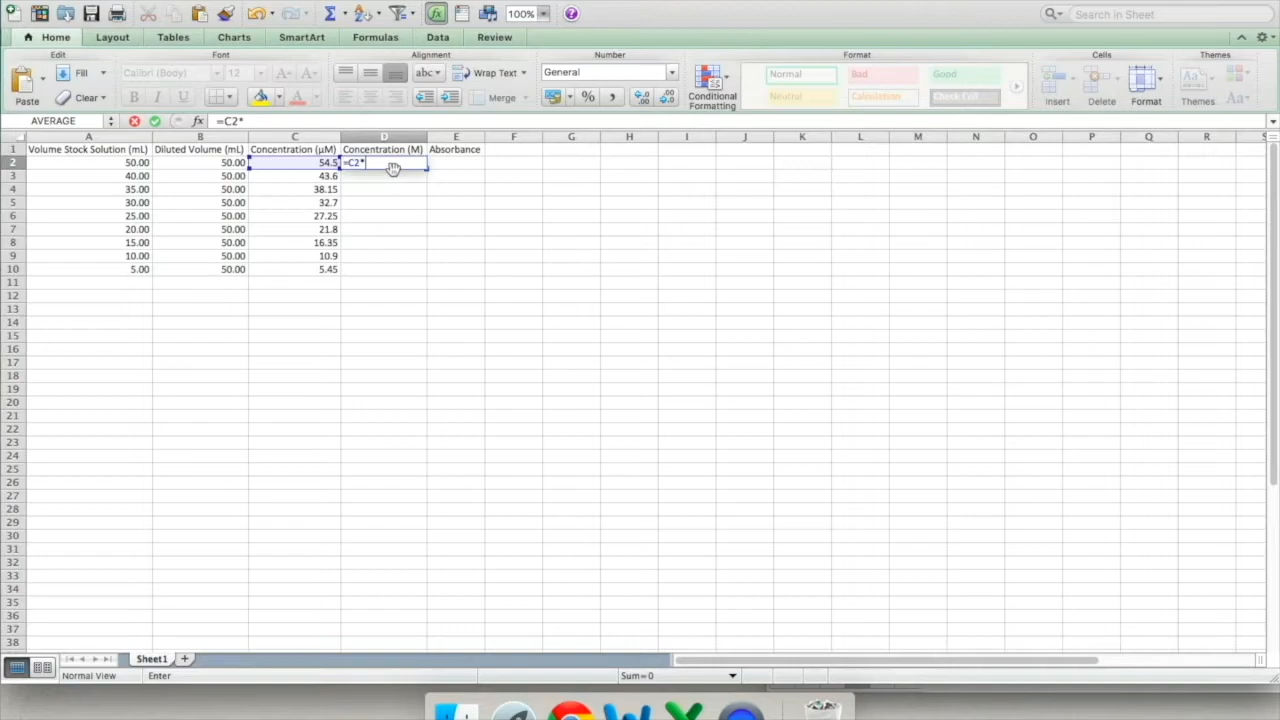 100%
Search in Sheet
Home Layout Tables Charts SmartArt Formulas Data Review
Edit Font Alignment Number Format Cells Themes
Fill Calibri (Body) 12 abc Wrap Text General Normal Bad Good
Paste Clear B I U A Merge % , Conditional Formatting Neutral Calculation Check Cell Insert Delete Format Themes Aa
AVERAGE fx =C2*
A B C D E F G H I J K L M N O P Q R S
1 Volume Stock Solution (mL) Diluted Volume (mL) Concentration (µM) Concentration (M) Absorbance
2 50.00 50.00 54.5 =C2*
3 40.00 50.00 43.6
4 35.00 50.00 38.15
5 30.00 50.00 32.7
6 25.00 50.00 27.25
7 20.00 50.00 21.8
8 15.00 50.00 16.35
9 10.00 50.00 10.9
10 5.00 50.00 5.45
11
12
13
14
15
16
17
18
19
20
21
22
23
24
25
26
27
28
29
30
31
32
33
34
35
36
37
38
Sheet1
Normal View Enter Sum=0